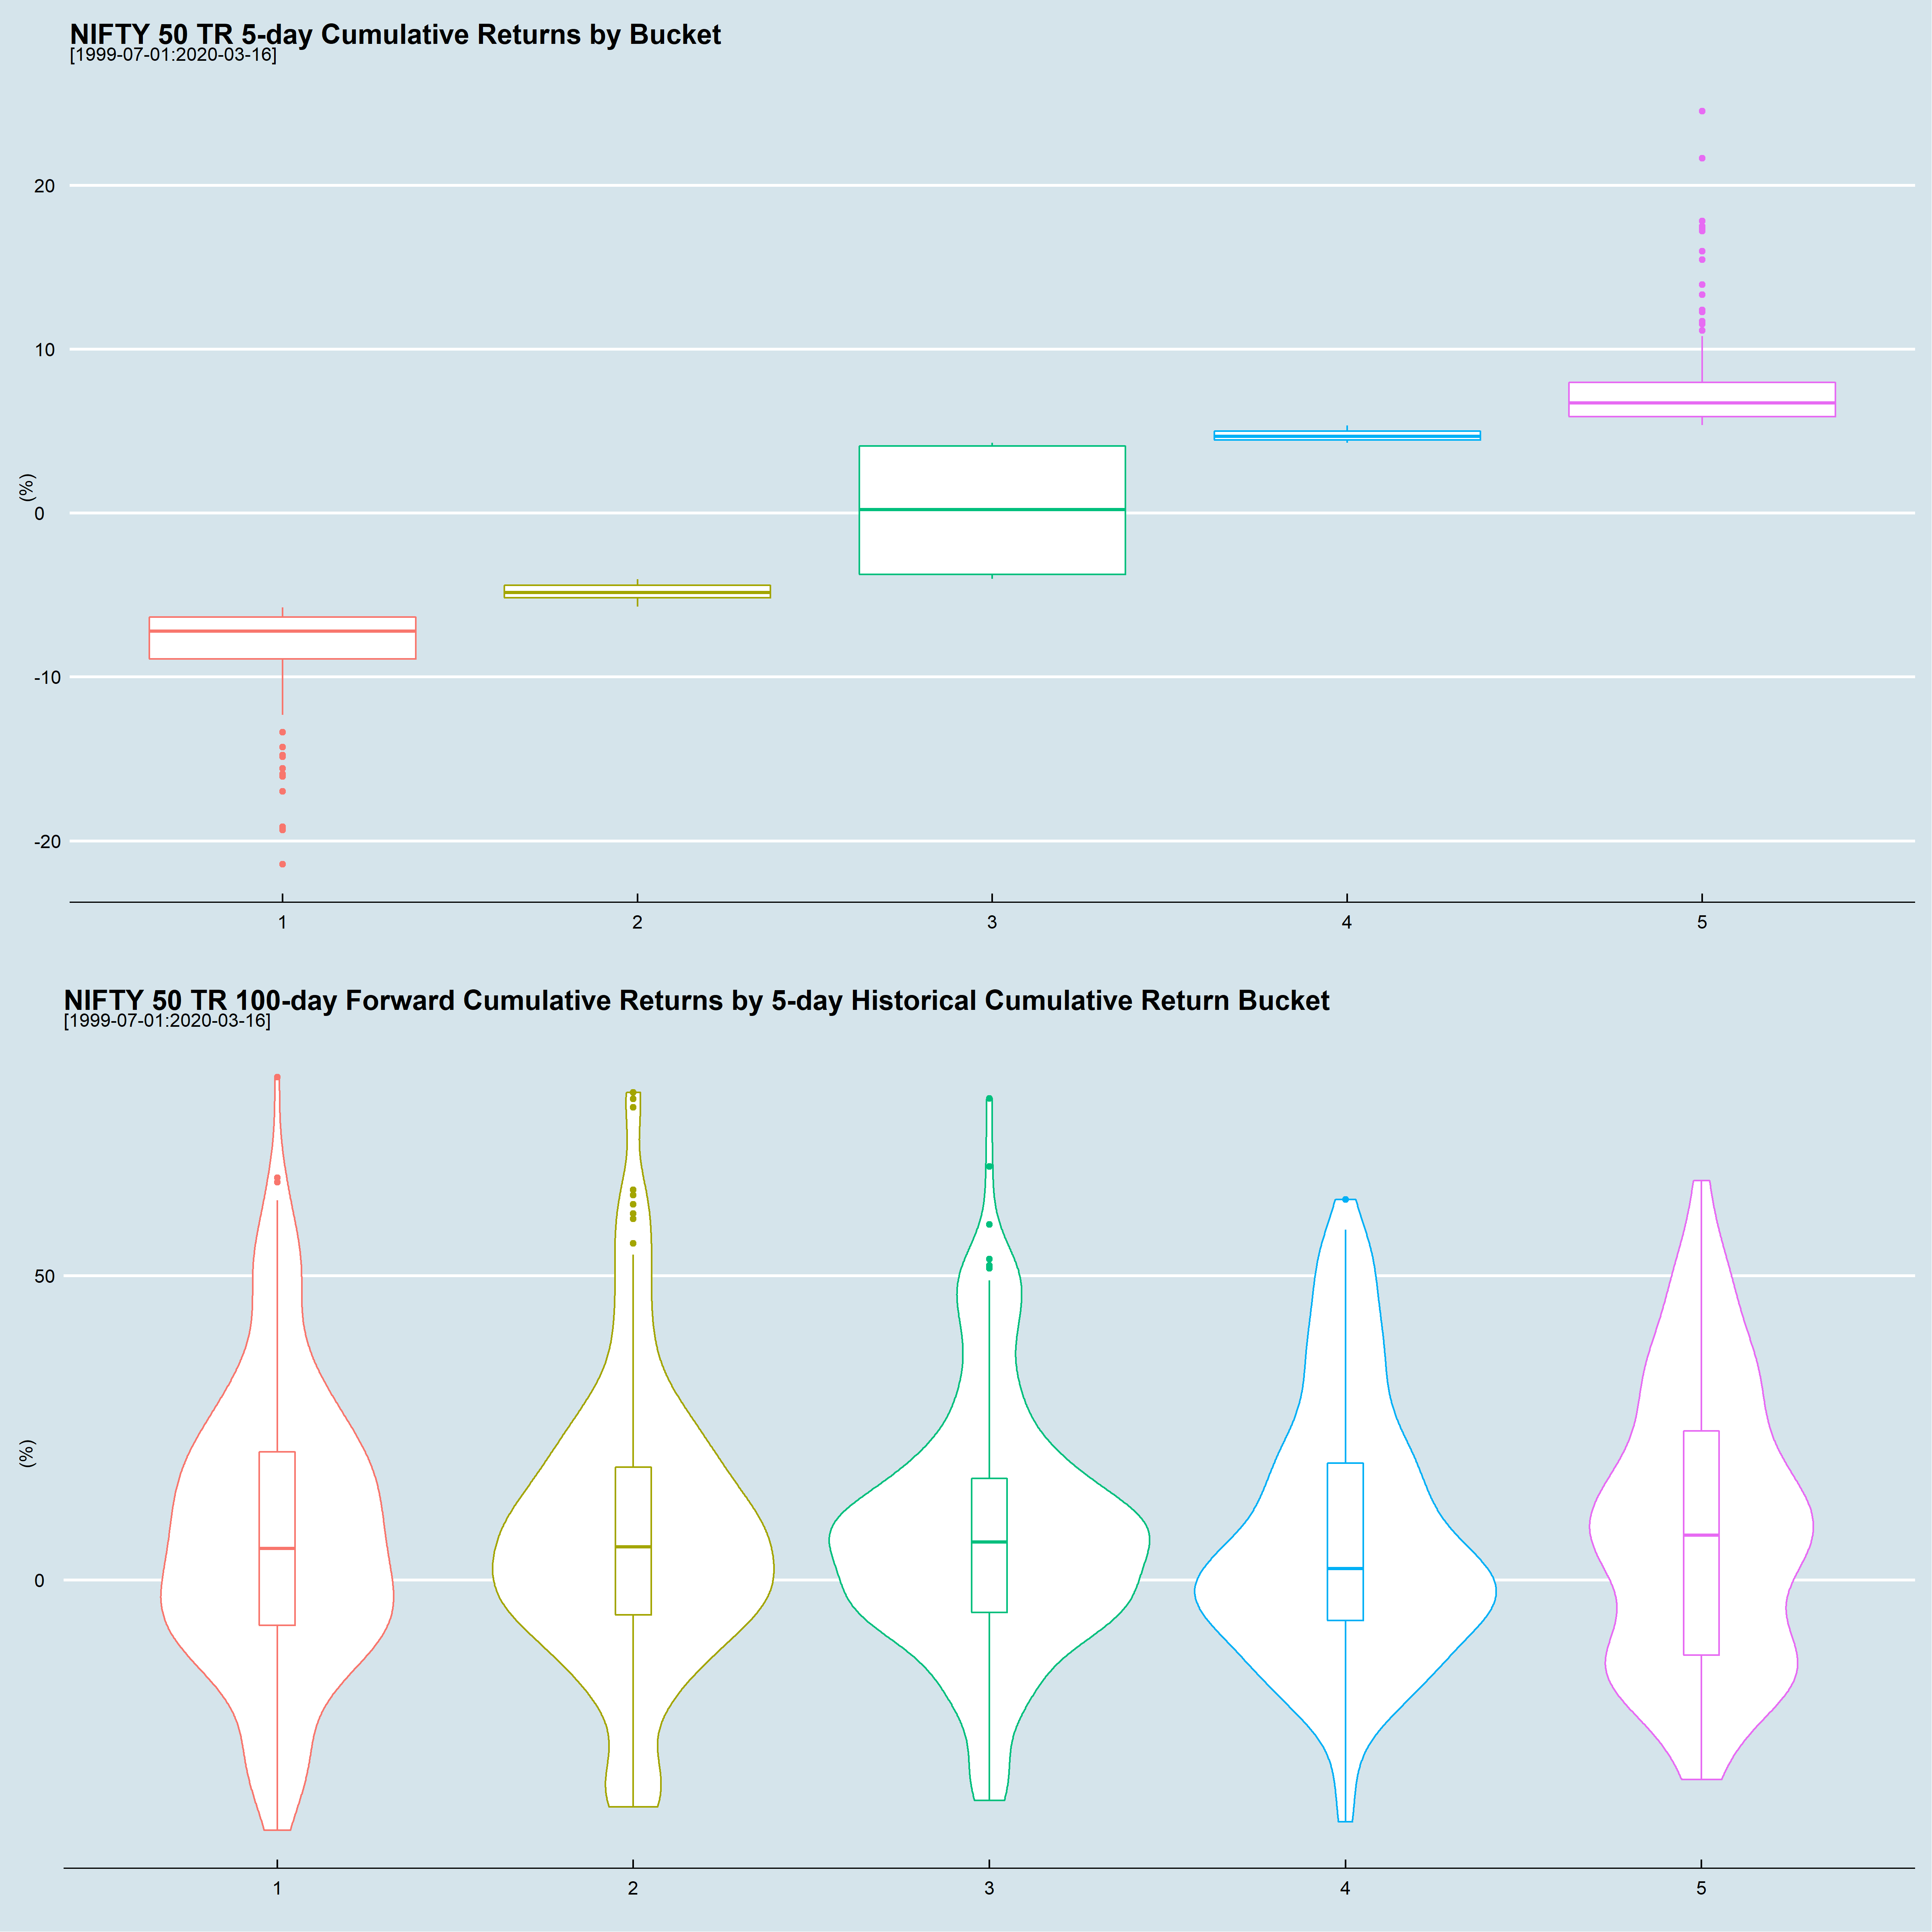 NIFTY 50 TR 5-day Cumulative Returns by Bucket
[1999-07-01:2020-03-16]
20
10
(%)
0
-10
-20
1 2 3 4 5
NIFTY 50 TR 100-day Forward Cumulative Returns by 5-day Historical Cumulative Return Bucket
[1999-07-01:2020-03-16]
50
(%)
0
1 2 3 4 5